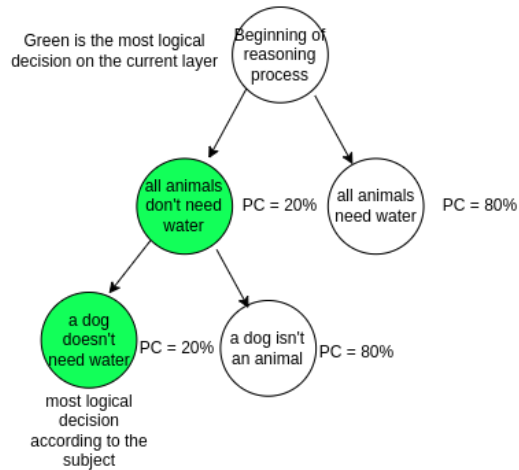 Green is the most logical
decision on the current layer
Beginning of
reasoning
process
all animals
don't need
water
PC = 20%
all animals
need water
PC = 80%
a dog
doesn't
need water
PC = 20%
a dog isn't
an animal
PC = 80%
most logical
decision
according to the
subject